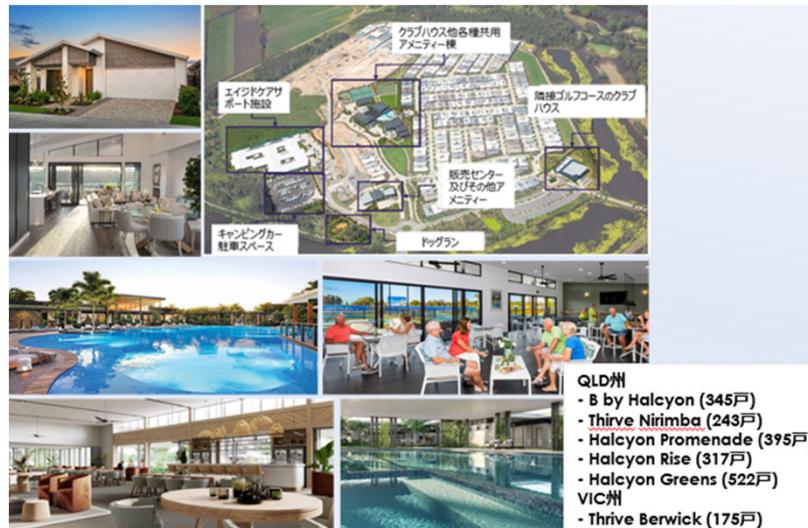 クラブハウス他各種共用
アメニティー棟
エイジドケアサ
ポート施設
隣接ゴルフコースのクラブ
ハウス
販売センター
及びその他ア
メニティー
キャンピングカー
駐車スペース
ドッグラン
QLD州
- B by Halcyon (345戸)
- Thirve Nirimba (243戸)
- Halcyon Promenade (395戸
- Halcyon Rise (317戸)
- Halcyon Greens (522戸)
VIC州
- Thrive Berwick (175戸)